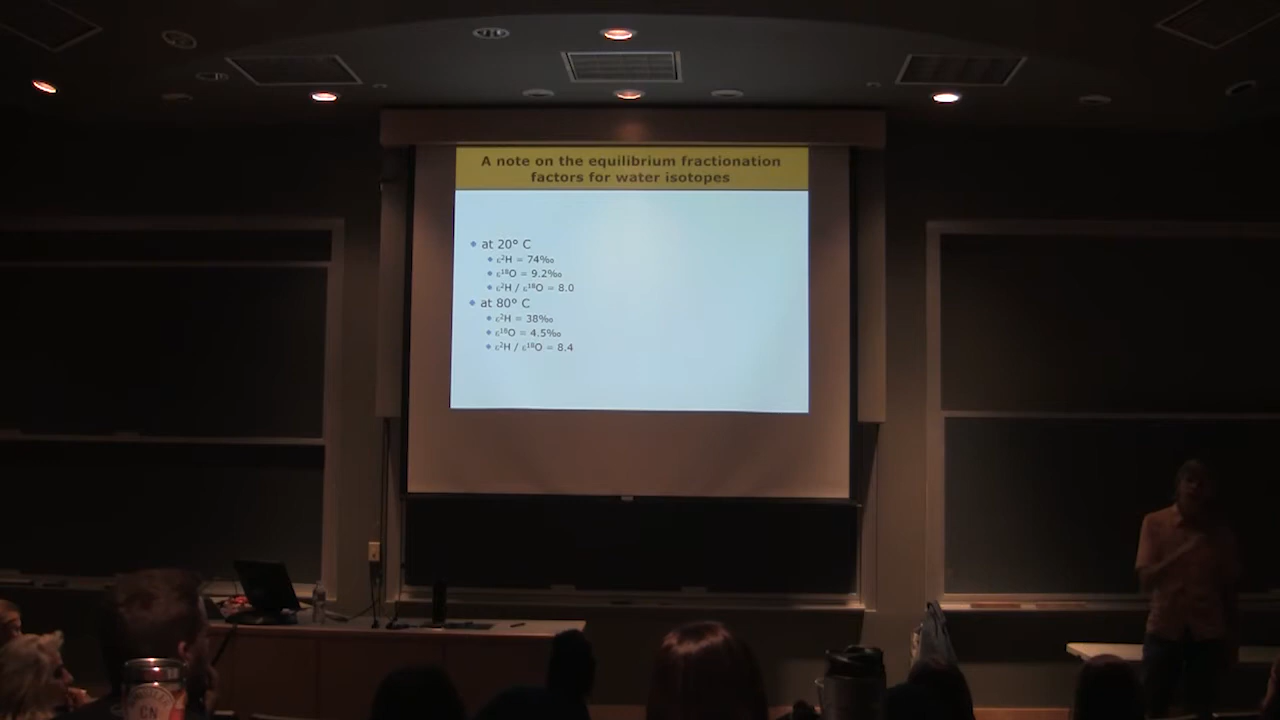 A note on the equilibrium fractionation
factors for water isotopes
• at 20° C
• ε²H = 74‰
• ε¹⁸O = 9.2‰
• ε²H / ε¹⁸O = 8.0
• at 80° C
• ε²H = 38‰
• ε¹⁸O = 4.5‰
• ε²H / ε¹⁸O = 8.4
CN